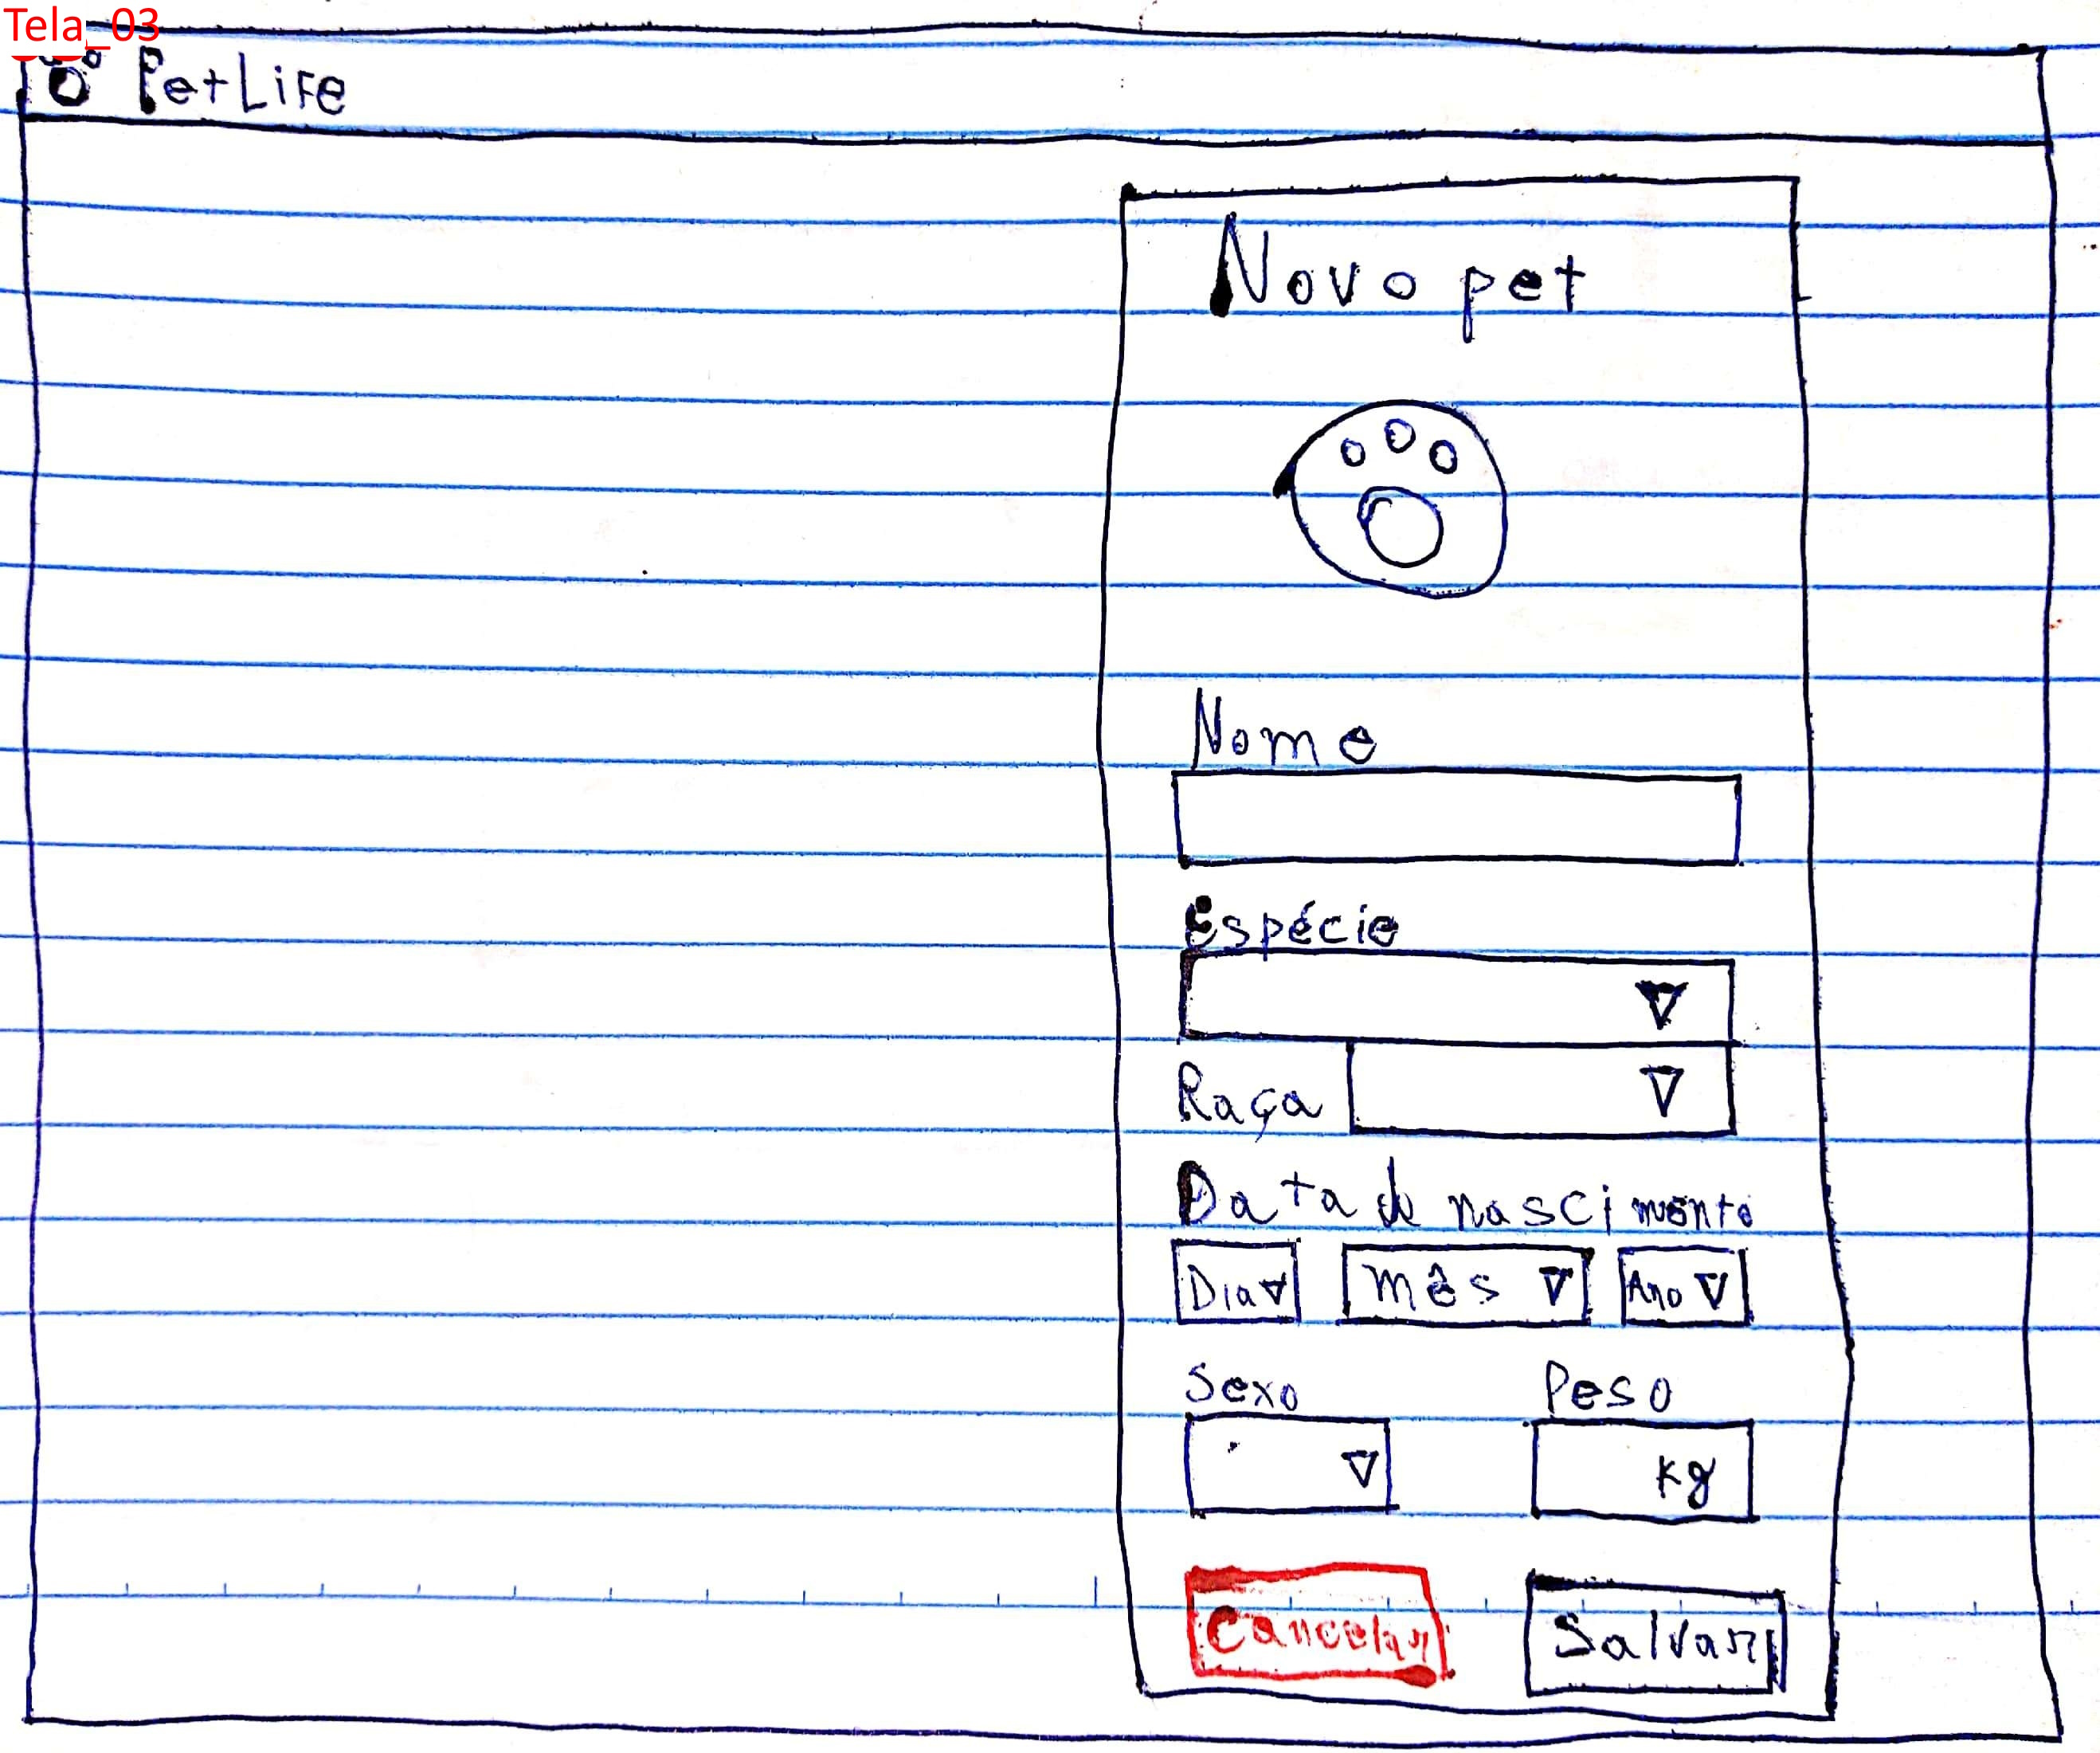 Tela_03
PetLife
Novo pet
Nome
Espécie
Raça
Data de nascimento
Dia Mês Ano
Sexo Peso
kg
Cancelar Salvar